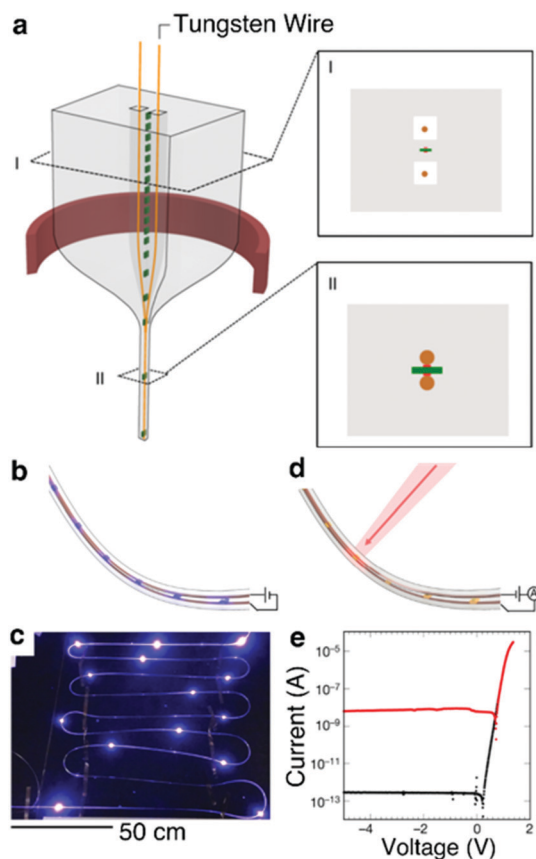 a
Tungsten Wire
I
I
II
II
b
d
A
c
50 cm
e
Current (A)
10-5
10-7
10-9
10-11
10-13
-4
-2
0
Voltage (V)